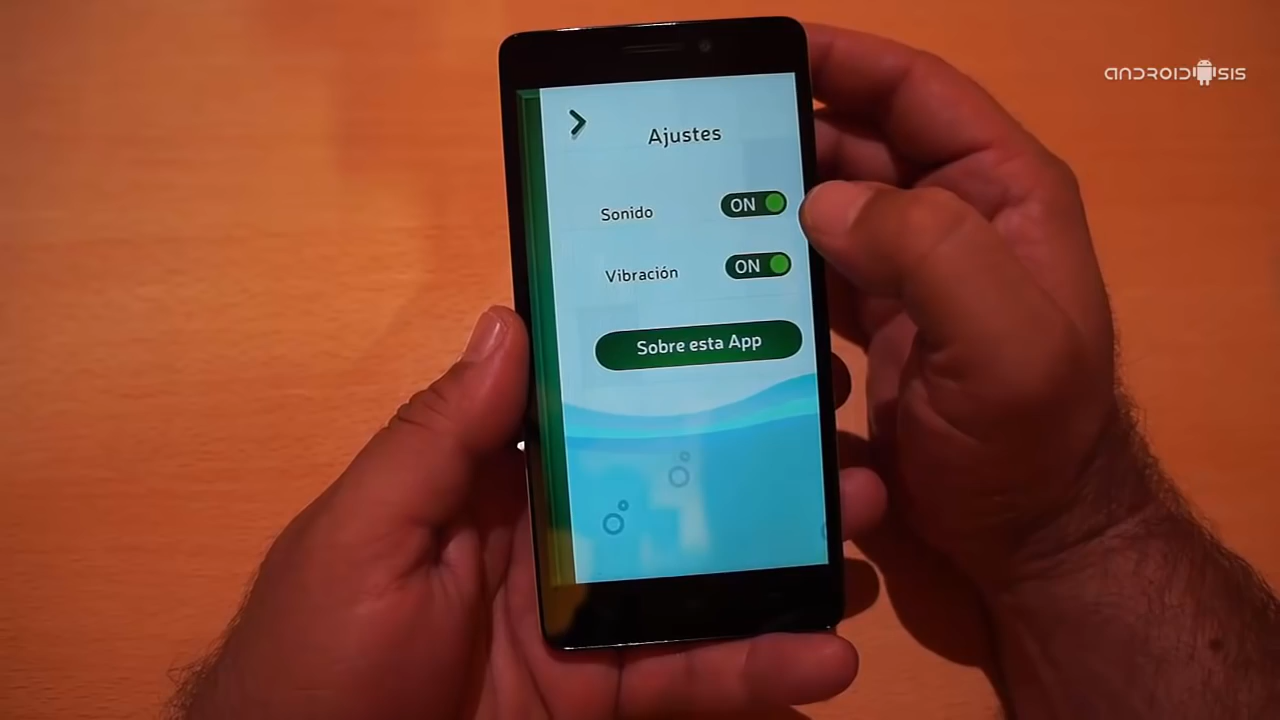 ANDROIDSIS
Ajustes
Sonido ON
Vibración ON
Sobre esta App